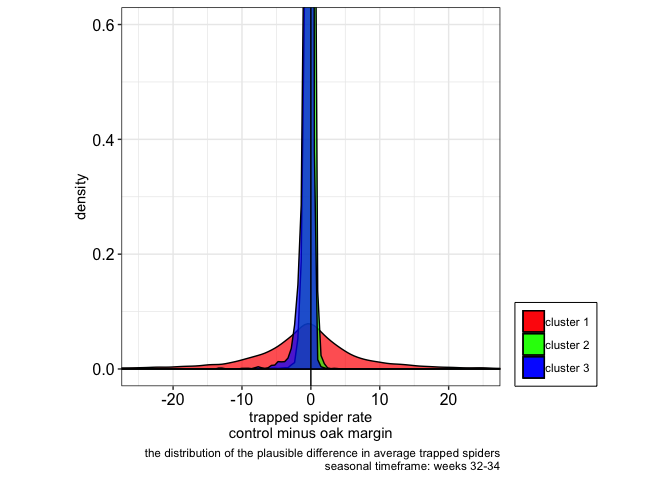 0.6
0.4
0.2
0.0
density
-20 -10 0 10 20
trapped spider rate
control minus oak margin
cluster 1
cluster 2
cluster 3
the distribution of the plausible difference in average trapped spiders
seasonal timeframe: weeks 32-34